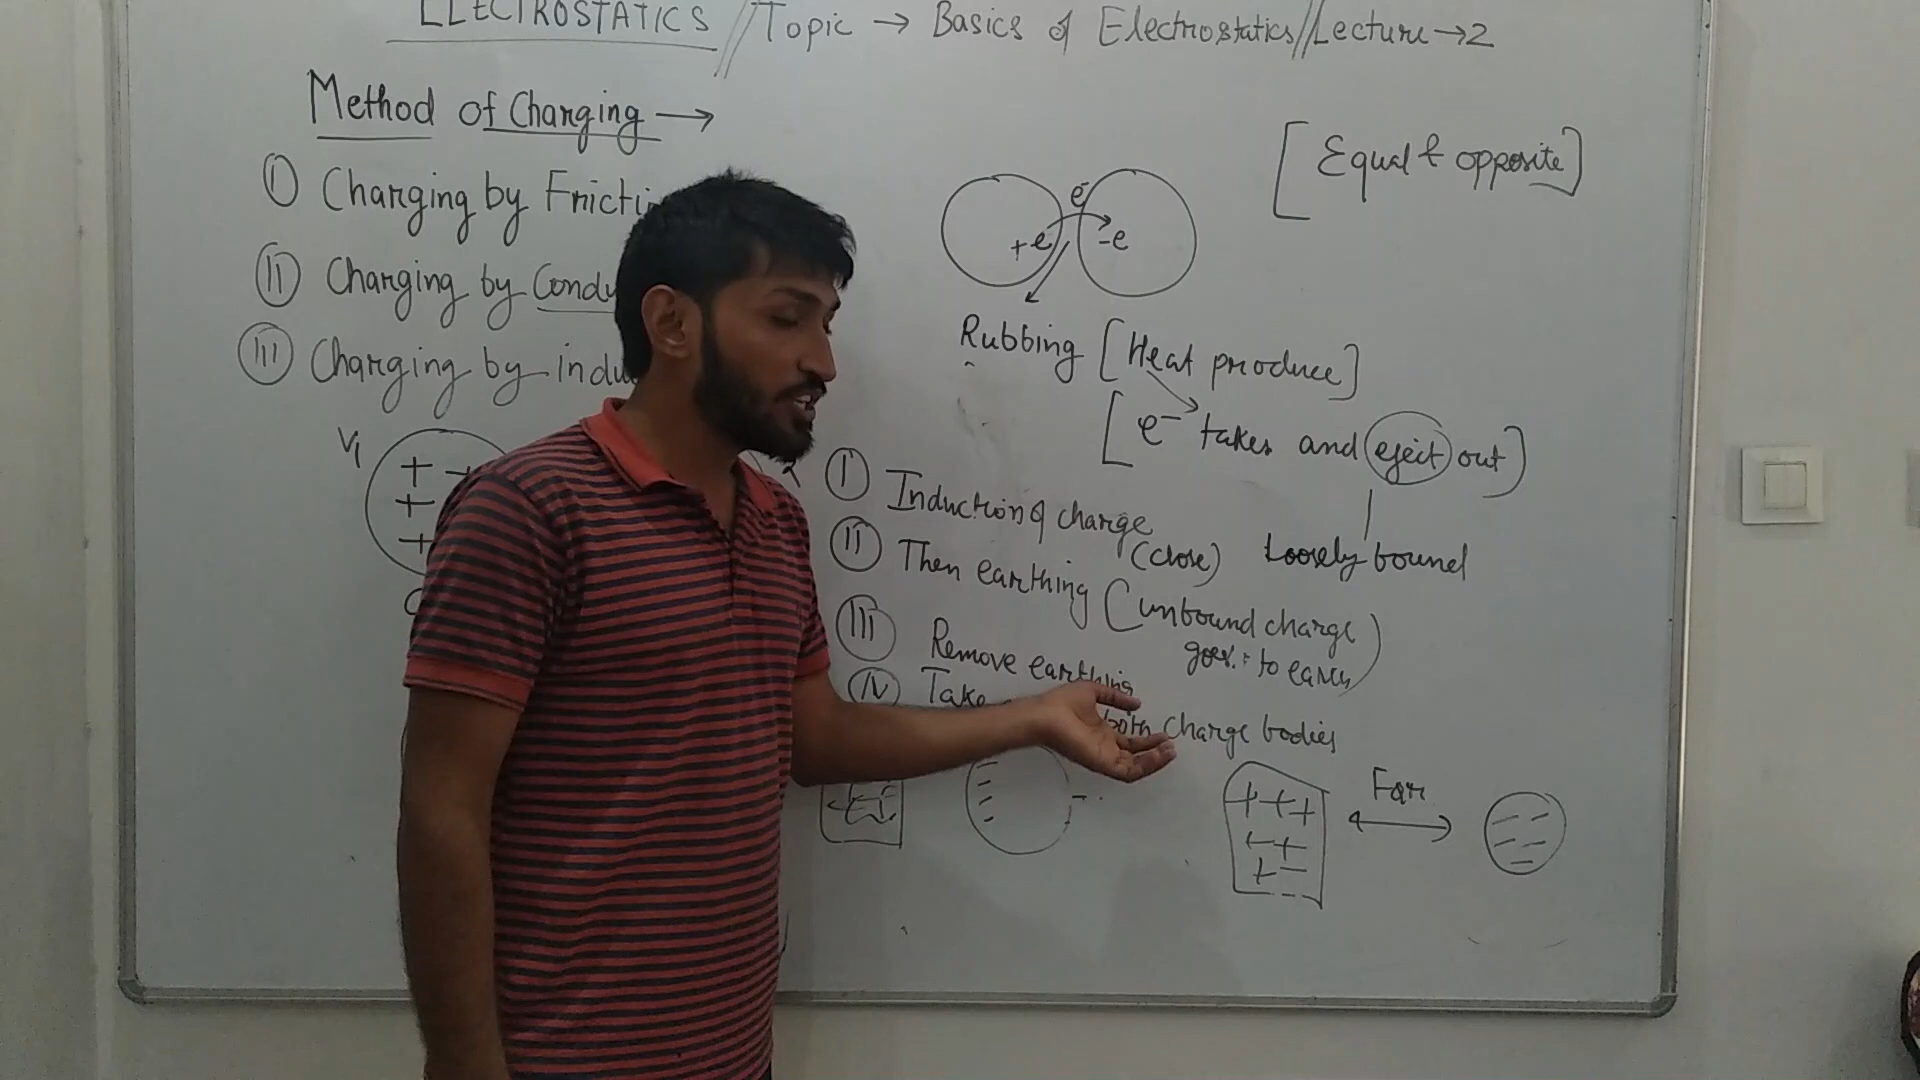 ELECTROSTATICS // Topic → Basics of Electrostatics // Lecture → 2
Method of Charging →
[Equal & opposite]
I Charging by Fricti
II Charging by Condu
III Charging by indu
e⁻
+e -e
Rubbing [Heat produce]
[e⁻ takes and eject out]
Loosely bound
V₁
+ +
+
+
I Induction of charge
(close)
II Then earthing (unbound charge
goes to earth)
III Remove earthing
IV Take
both charge bodies
Far
+++
++
+-